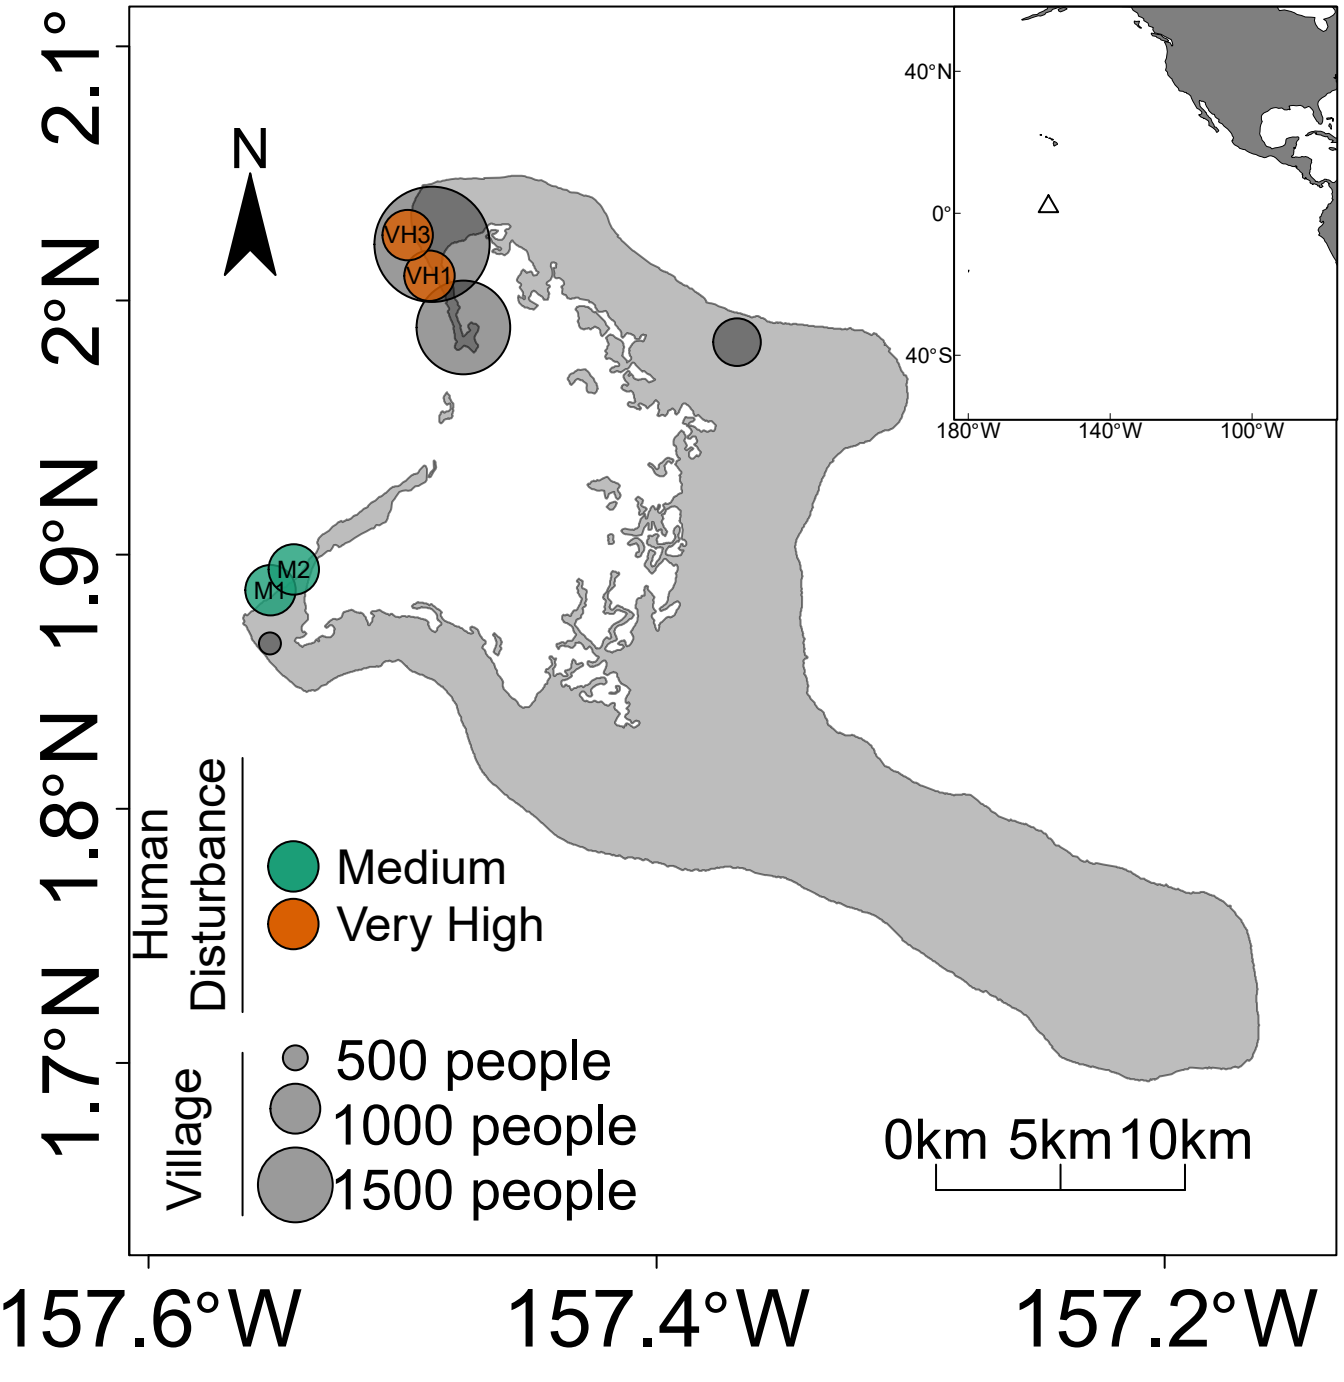 2.1°
2°N
1.9°N
1.8°N
1.7°N
N
VH3
VH1
M2
M1
40°N
0°
40°S
180°W
140°W
100°W
Human
Disturbance
Medium
Very High
Village
500 people
1000 people
1500 people
0km 5km 10km
157.6°W
157.4°W
157.2°W